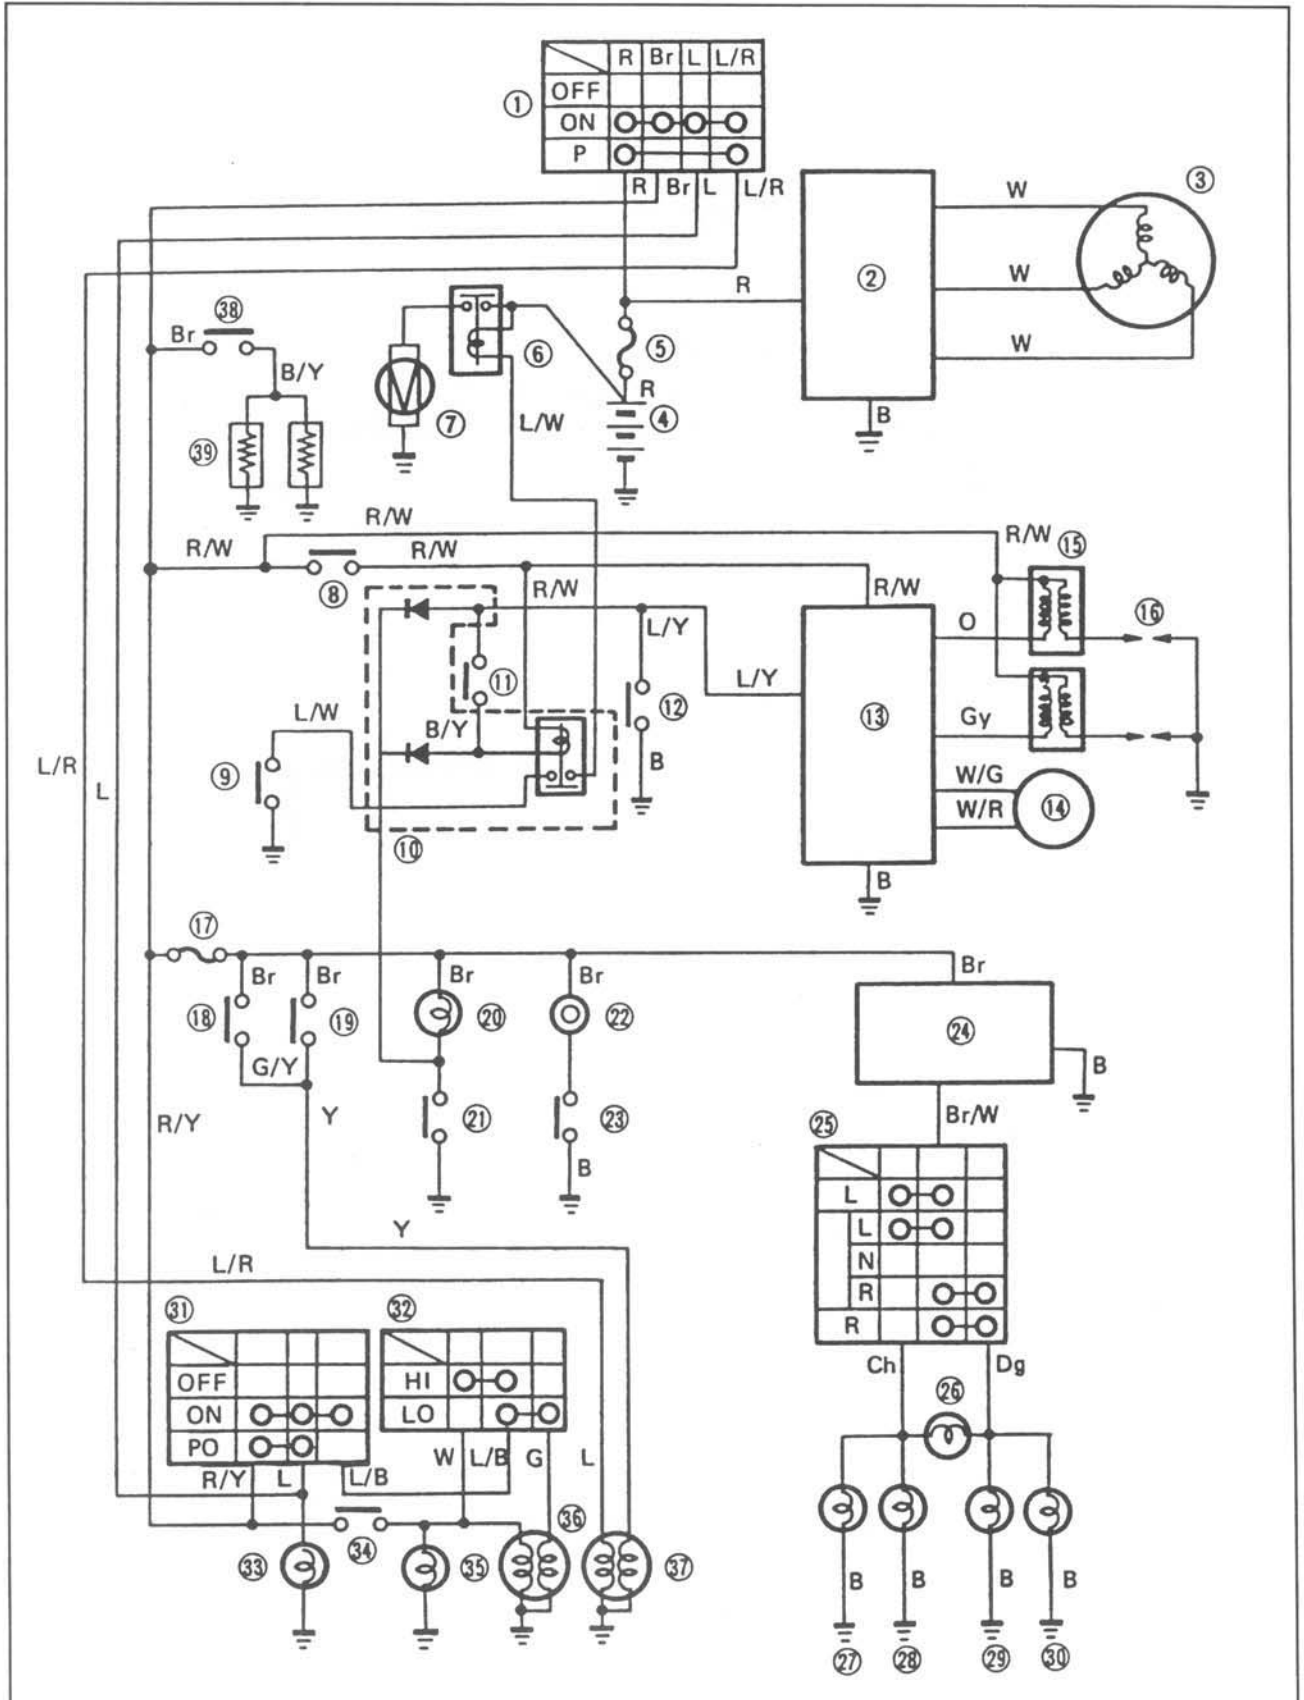 R Br L L/R
OFF
① ON
P
R Br L L/R
W ③
R ② W
W
㊳
Br ⑥ ⑤
B/Y R
⑦ L/W ④ B
㊴
R/W
R/W R/W R/W ⑮
⑧ R/W R/W
L/Y O ⑯
⑪ L/Y
L/W ⑫ ⑬ Gy
B/Y
L/R ⑨ B W/G
L W/R ⑭
⑩ B
⑰
Br Br Br Br Br
⑱ ⑲ ⑳ ㉒ ㉔
G/Y B
R/Y Y ㉑ ㉓ ㉕ Br/W
B
L
Y L
L/R N
R
㉛ ㉜ R
OFF HI Ch Dg
ON LO ㉖
PO W L/B G L
R/Y L L/B
㊱
㉝ ㉞ ㉟ ㊲
B B B B
㉗ ㉘ ㉙ ㉚